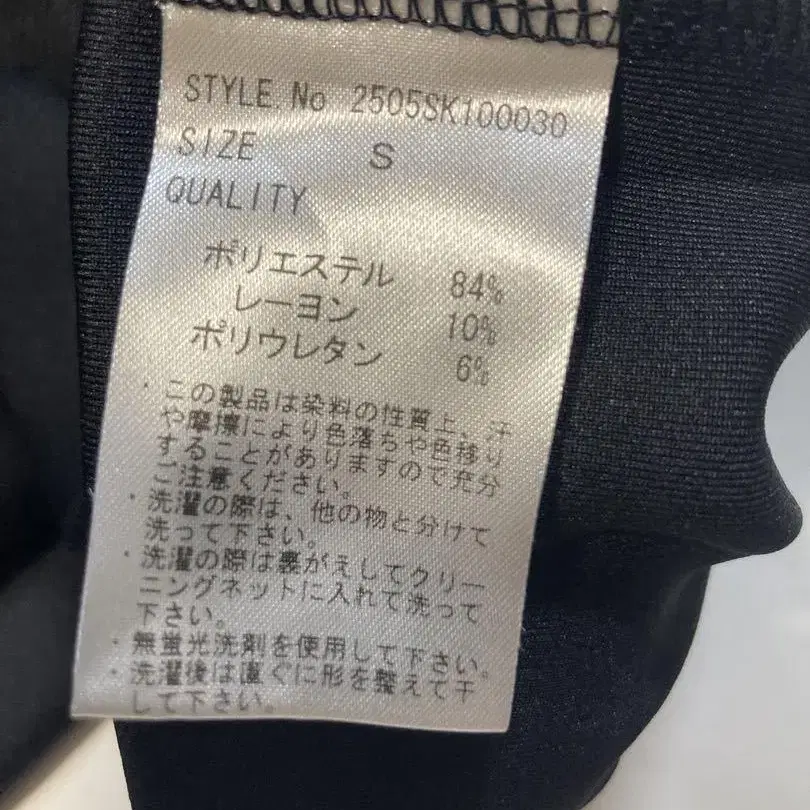 STYLE No 2505SK100030
SIZE S
QUALITY
ポリエステル 84%
レーヨン 10%
ポリウレタン 6%
・この製品は染料の性質上、汗
や摩擦により色落ちや色移り
することがありますので充分
ご注意ください。
・洗濯の際は、他の物と分けて
洗って下さい。
・洗濯の際は裏がえしてクリー
ニングネットに入れて洗って
下さい。
・無蛍光洗剤を使用して下さい。
・洗濯後は直ぐに形を整えて干
して下さい。